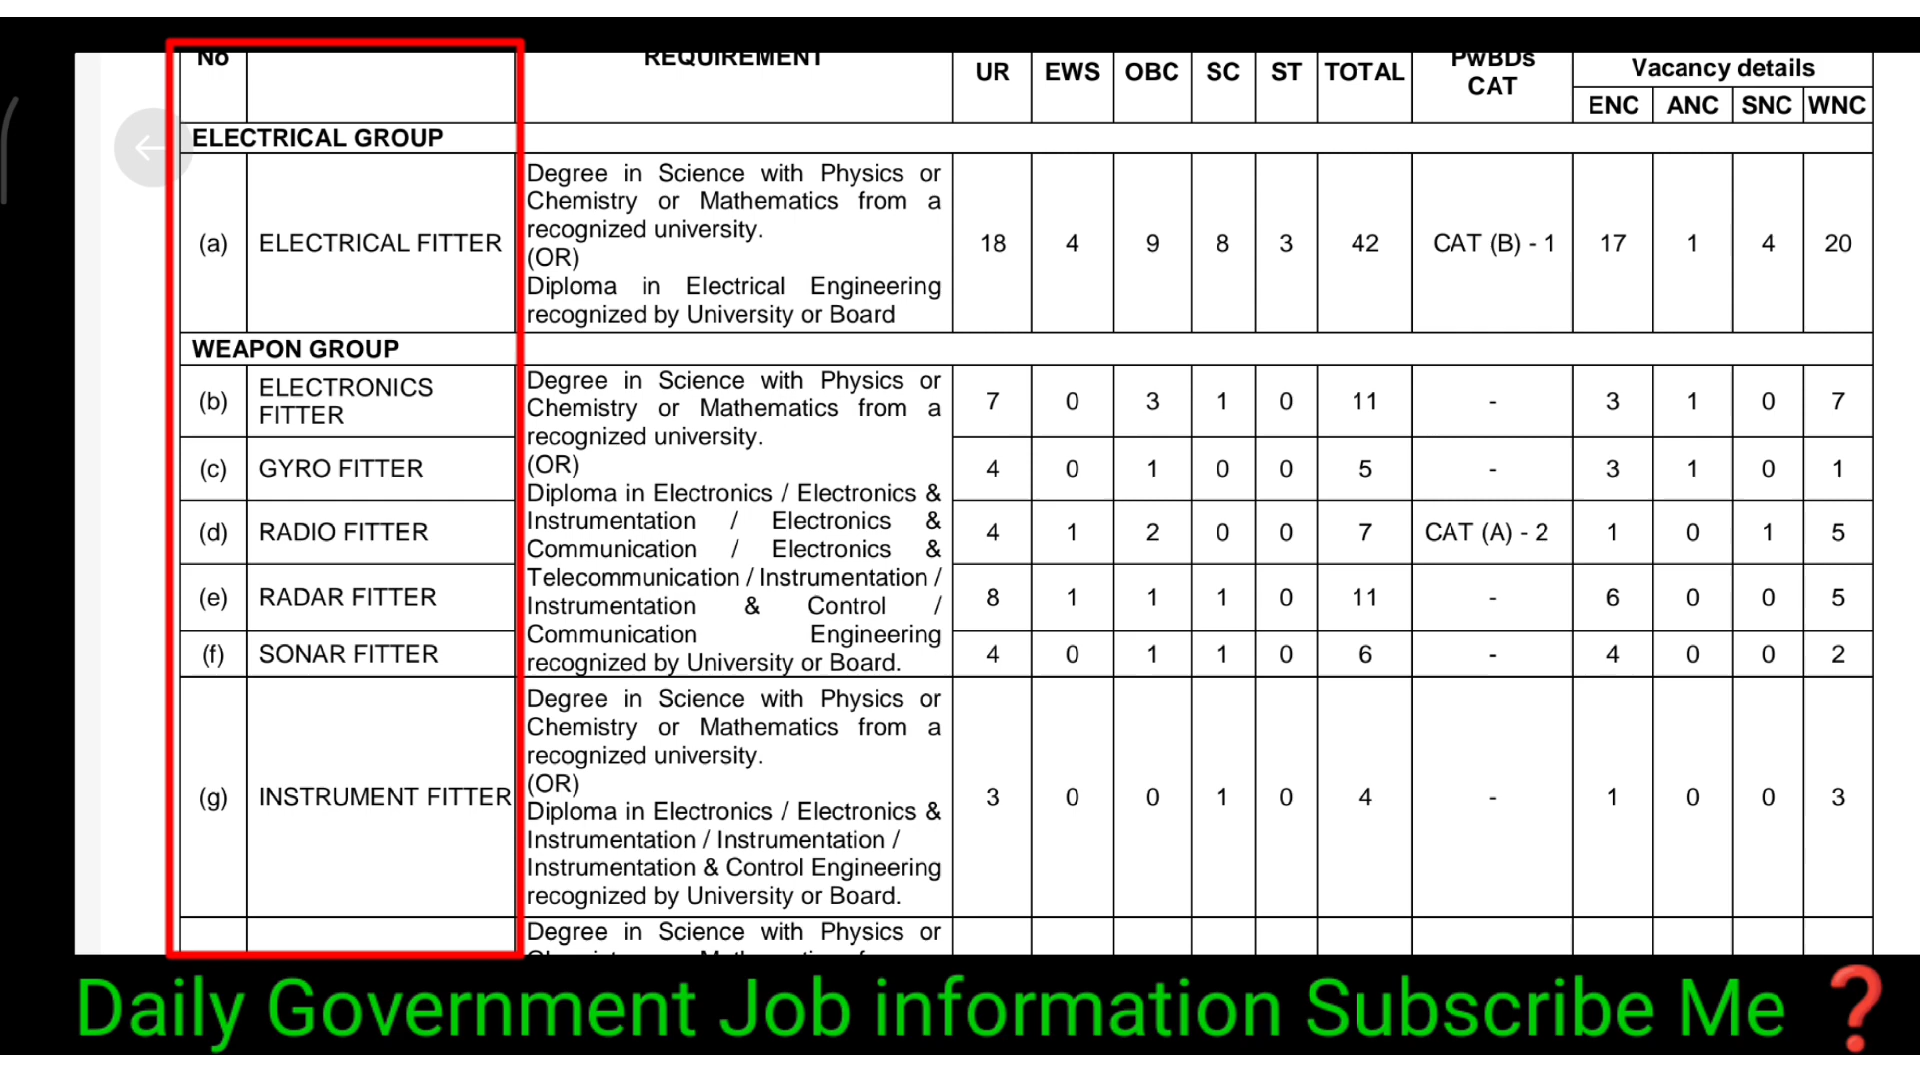 No REQUIREMENT UR EWS OBC SC ST TOTAL PwBDs CAT Vacancy details
ENC ANC SNC WNC
ELECTRICAL GROUP
(a) ELECTRICAL FITTER
Degree in Science with Physics or
Chemistry or Mathematics from a
recognized university.
(OR)
Diploma in Electrical Engineering
recognized by University or Board
18 4 9 8 3 42 CAT (B) - 1 17 1 4 20
WEAPON GROUP
(b) ELECTRONICS
FITTER
Degree in Science with Physics or
Chemistry or Mathematics from a
recognized university.
(OR)
Diploma in Electronics / Electronics &
Instrumentation / Electronics &
Communication / Electronics &
Telecommunication / Instrumentation /
Instrumentation & Control /
Communication Engineering
recognized by University or Board.
7 0 3 1 0 11 - 3 1 0 7
(c) GYRO FITTER 4 0 1 0 0 5 - 3 1 0 1
(d) RADIO FITTER 4 1 2 0 0 7 CAT (A) - 2 1 0 1 5
(e) RADAR FITTER 8 1 1 1 0 11 - 6 0 0 5
(f) SONAR FITTER 4 0 1 1 0 6 - 4 0 0 2
(g) INSTRUMENT FITTER
Degree in Science with Physics or
Chemistry or Mathematics from a
recognized university.
(OR)
Diploma in Electronics / Electronics &
Instrumentation / Instrumentation /
Instrumentation & Control Engineering
recognized by University or Board.
3 0 0 1 0 4 - 1 0 0 3
Degree in Science with Physics or
Daily Government Job information Subscribe Me ❓